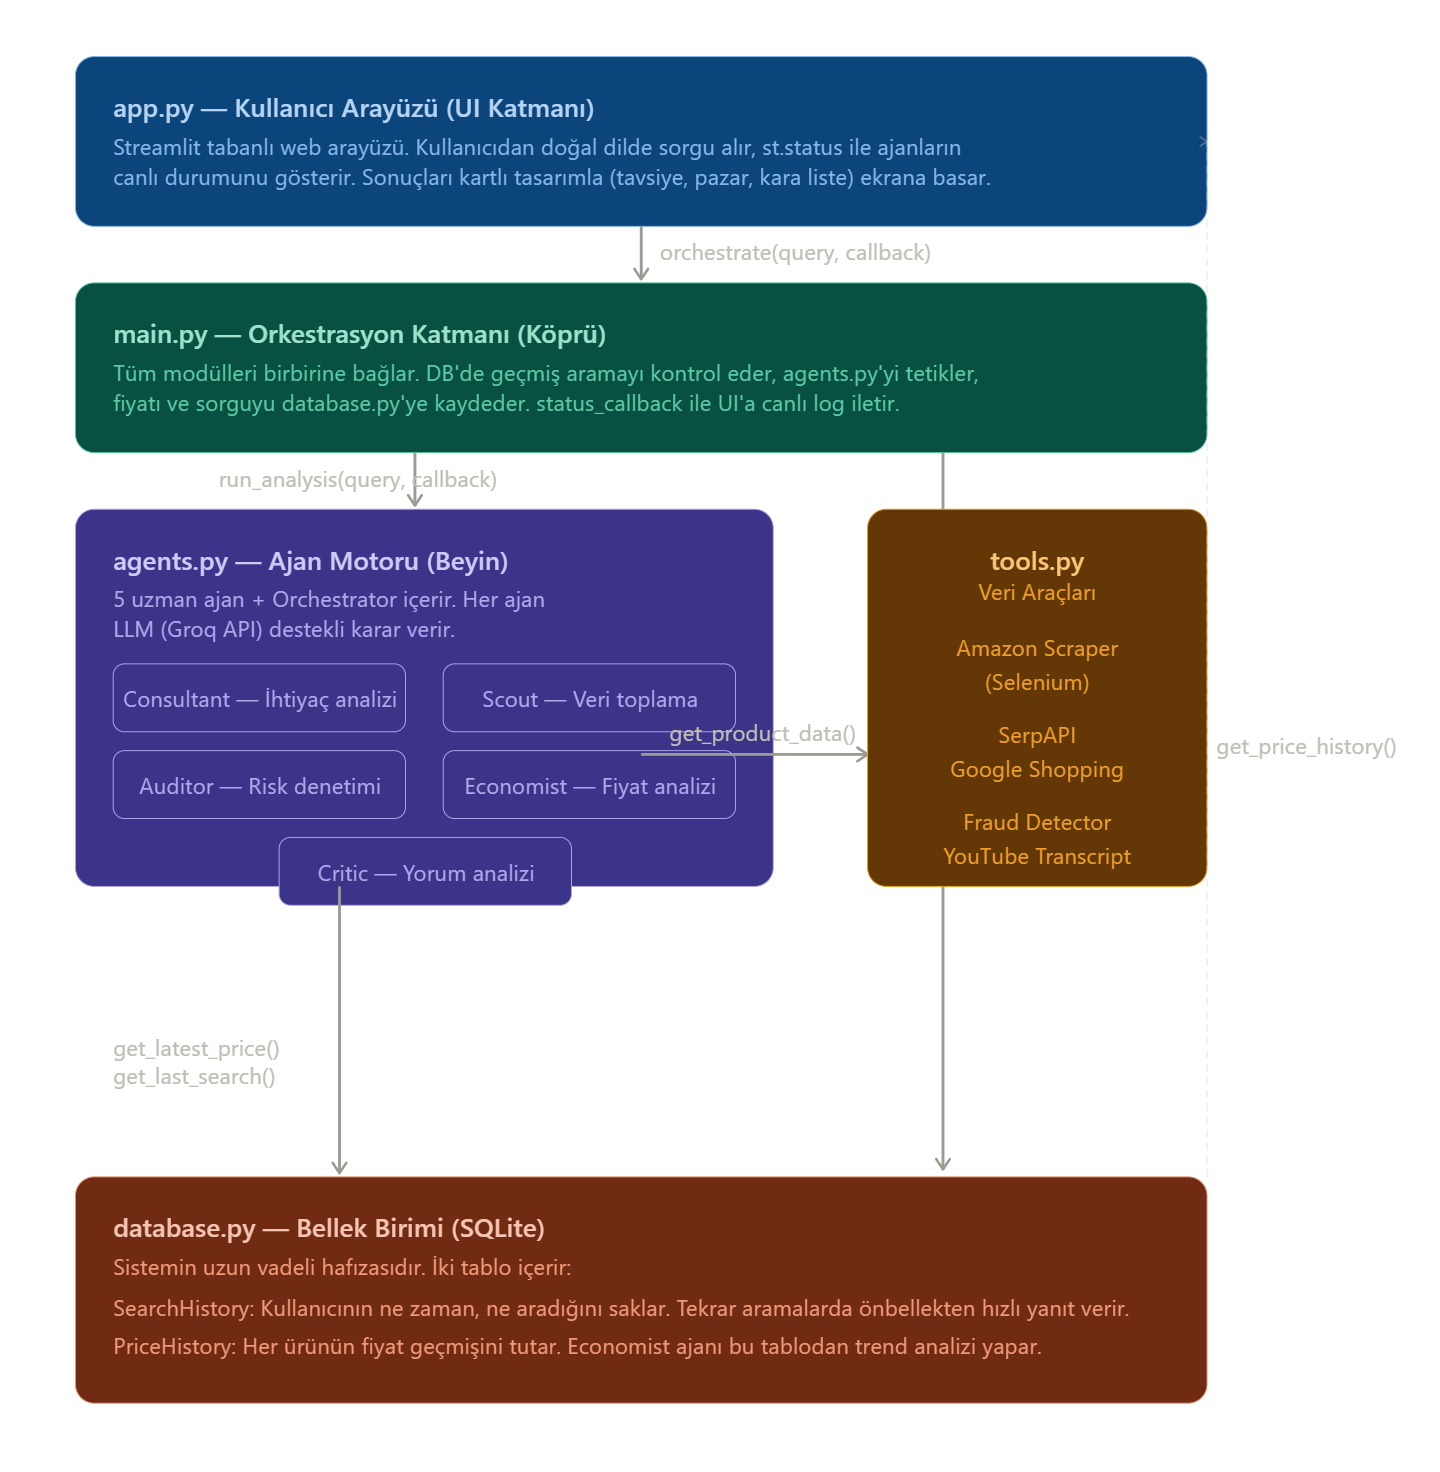 app.py — Kullanıcı Arayüzü (UI Katmanı)
Streamlit tabanlı web arayüzü. Kullanıcıdan doğal dilde sorgu alır, st.status ile ajanların
canlı durumunu gösterir. Sonuçları kartlı tasarımla (tavsiye, pazar, kara liste) ekrana basar.
orchestrate(query, callback)
main.py — Orkestrasyon Katmanı (Köprü)
Tüm modülleri birbirine bağlar. DB'de geçmiş aramayı kontrol eder, agents.py'yi tetikler,
fiyatı ve sorguyu database.py'ye kaydeder. status_callback ile UI'a canlı log iletir.
run_analysis(query, callback)
agents.py — Ajan Motoru (Beyin)
5 uzman ajan + Orchestrator içerir. Her ajan
LLM (Groq API) destekli karar verir.
Consultant — İhtiyaç analizi
Scout — Veri toplama
Auditor — Risk denetimi
Economist — Fiyat analizi
Critic — Yorum analizi
get_product_data()
tools.py
Veri Araçları
Amazon Scraper
(Selenium)
SerpAPI
Google Shopping
Fraud Detector
YouTube Transcript
get_price_history()
get_latest_price()
get_last_search()
database.py — Bellek Birimi (SQLite)
Sistemin uzun vadeli hafızasıdır. İki tablo içerir:
SearchHistory: Kullanıcının ne zaman, ne aradığını saklar. Tekrar aramalarda önbellekten hızlı yanıt verir.
PriceHistory: Her ürünün fiyat geçmişini tutar. Economist ajanı bu tablodan trend analizi yapar.